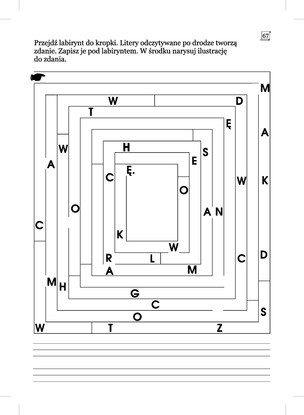 67
Przejdź labirynt do kropki. Litery odczytywane po drodze tworzą
zdanie. Zapisz je pod labiryntem. W środku narysuj ilustrację
do zdania.
M
W D
T
Ę A
W H S
A E
C Ę. W K
O
O A N
C
K
W
R L C D
A M
M H
G
C S
O
W T Z